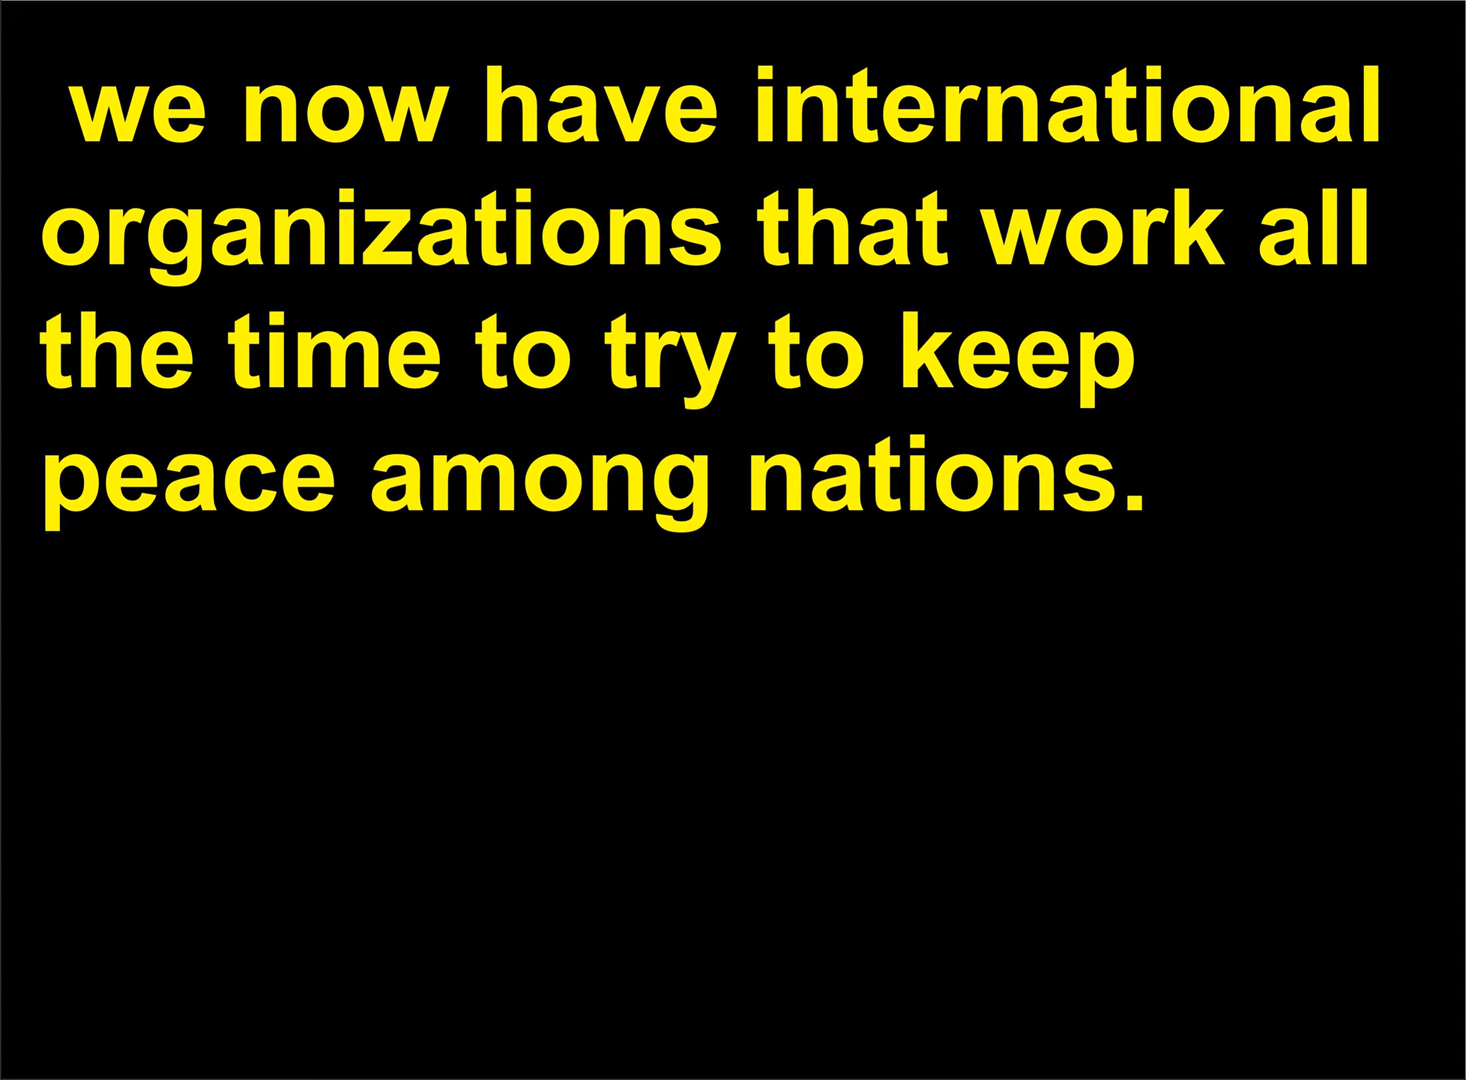 we now have international
organizations that work all
the time to try to keep
peace among nations.